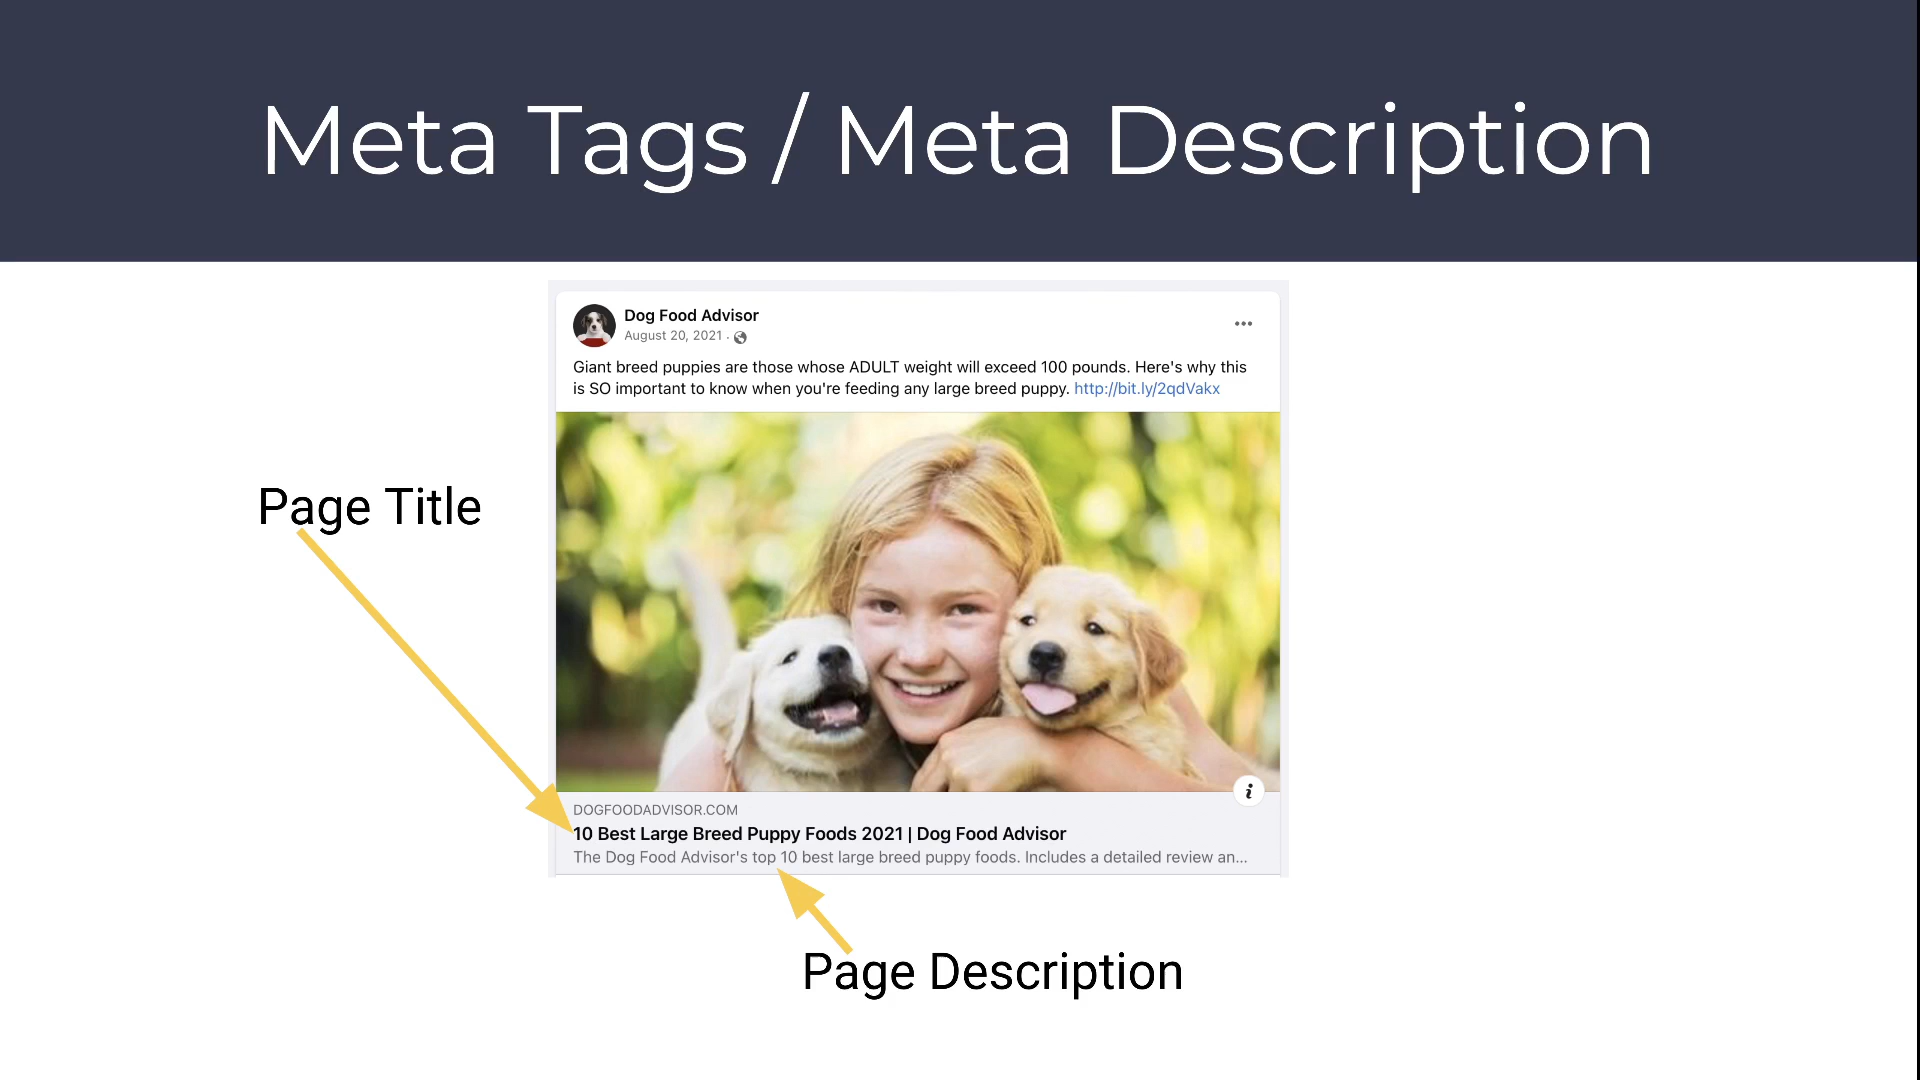 Meta Tags / Meta Description
Dog Food Advisor
August 20, 2021 ·
Giant breed puppies are those whose ADULT weight will exceed 100 pounds. Here's why this
is SO important to know when you're feeding any large breed puppy. http://bit.ly/2qdVakx
Page Title
i
DOGFOODADVISOR.COM
10 Best Large Breed Puppy Foods 2021 | Dog Food Advisor
The Dog Food Advisor's top 10 best large breed puppy foods. Includes a detailed review an...
Page Description